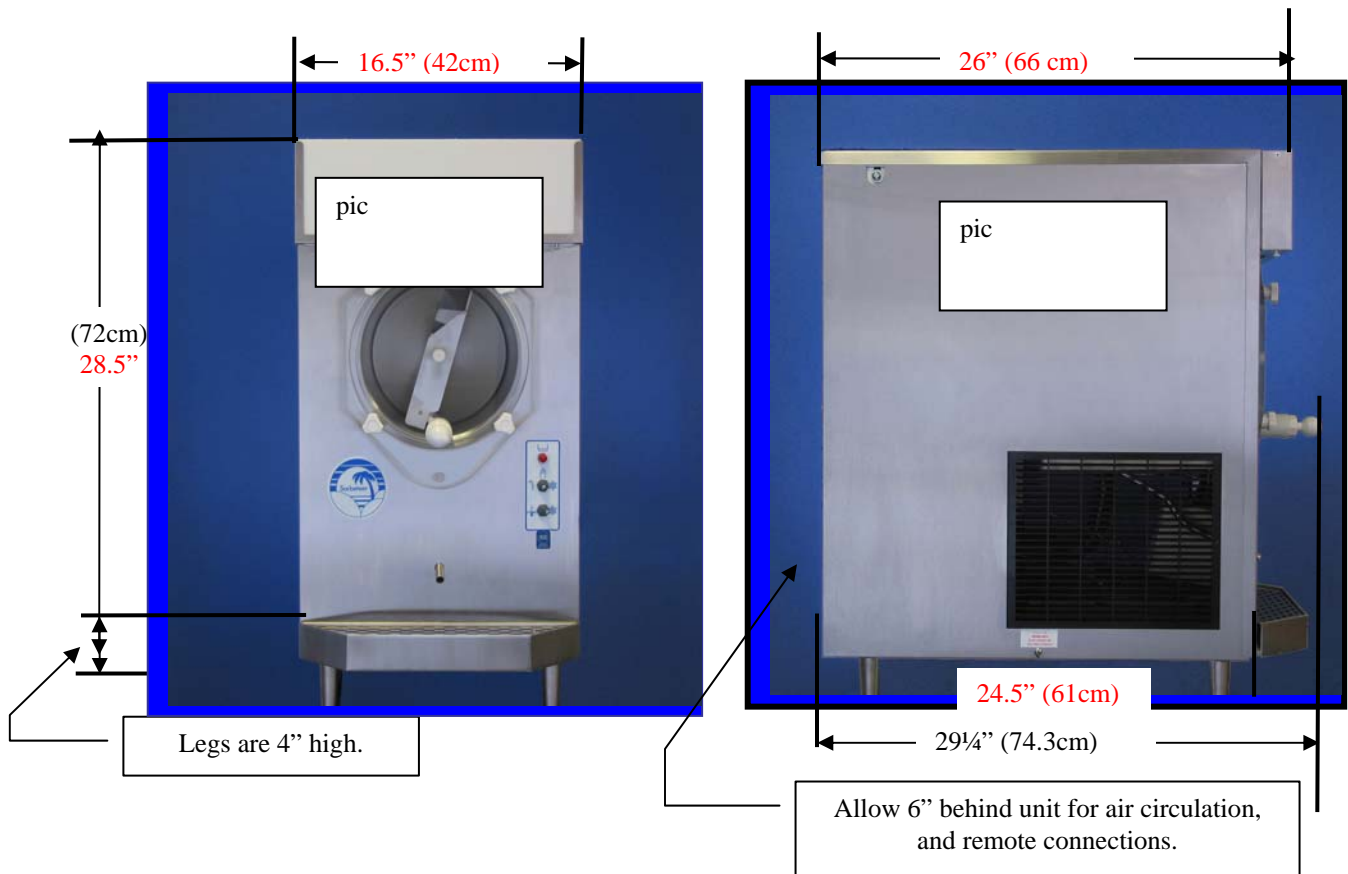 16.5” (42cm)
26” (66 cm)
pic
pic
(72cm)
28.5”
24.5” (61cm)
29¼” (74.3cm)
Legs are 4” high.
Allow 6” behind unit for air circulation,
and remote connections.